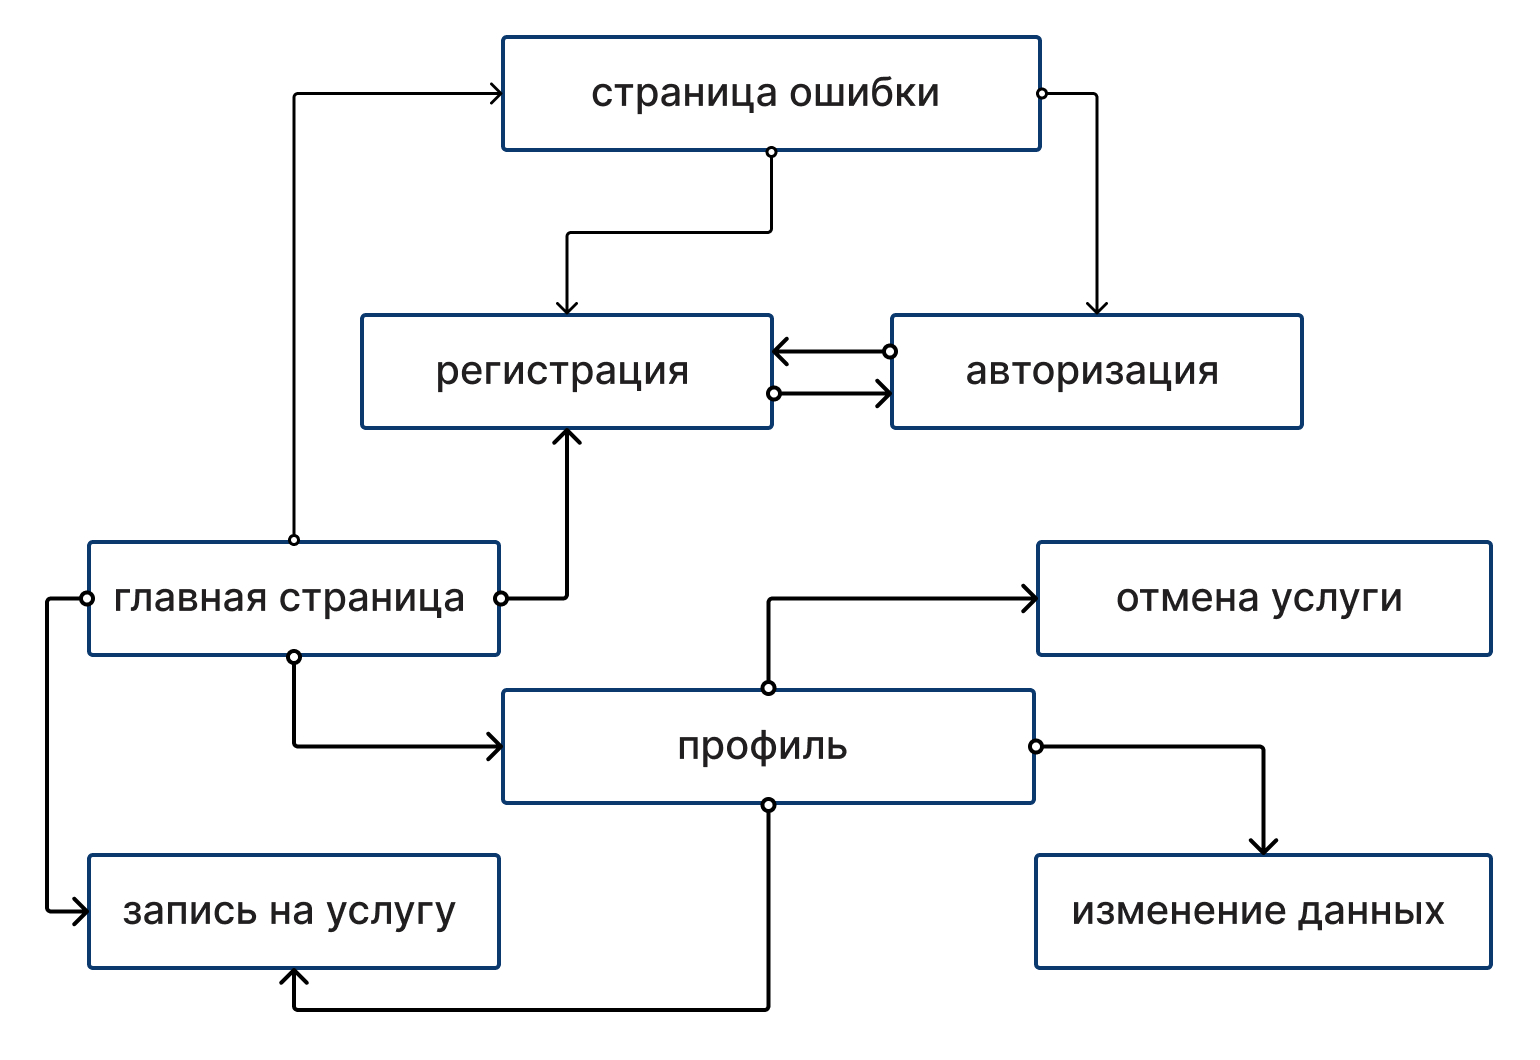 страница ошибки
регистрация
авторизация
главная страница
отмена услуги
профиль
запись на услугу
изменение данных